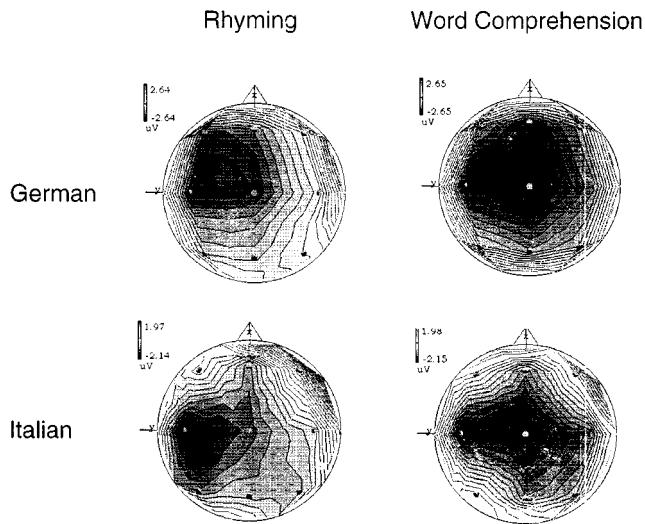 Rhyming Word Comprehension
2.64
-2.64
uV
x
y
2.65
-2.65
uV
x
y
German
1.97
-2.14
uV
x
y
1.98
-2.15
uV
x
y
Italian